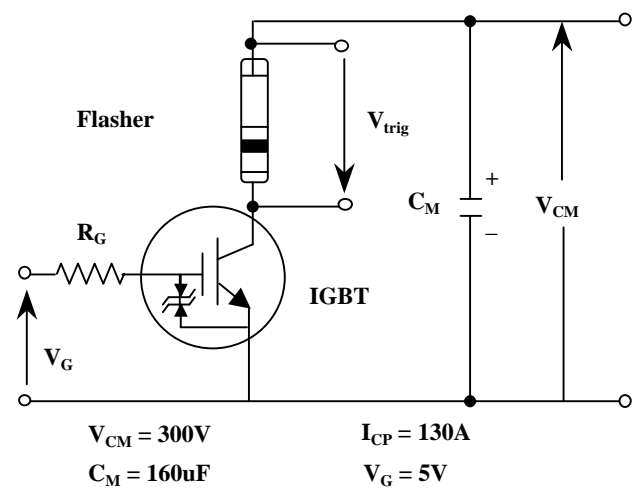 Flasher
V_trig
C_M
+
V_CM
−
R_G
IGBT
V_G
V_CM = 300V
I_CP = 130A
C_M = 160uF
V_G = 5V